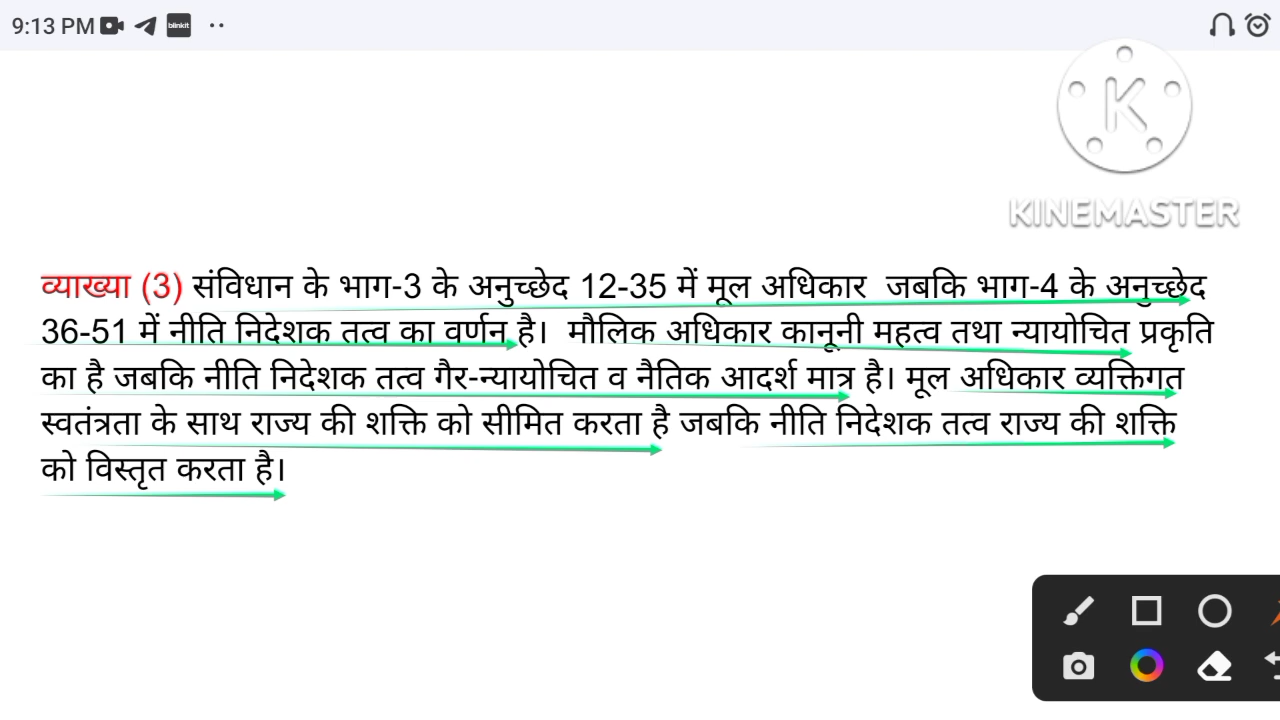 9:13 PM blinkit
KINEMASTER
व्याख्या (3) संविधान के भाग-3 के अनुच्छेद 12-35 में मूल अधिकार जबकि भाग-4 के अनुच्छेद
36-51 में नीति निदेशक तत्व का वर्णन है। मौलिक अधिकार कानूनी महत्व तथा न्यायोचित प्रकृति
का है जबकि नीति निदेशक तत्व गैर-न्यायोचित व नैतिक आदर्श मात्र है। मूल अधिकार व्यक्तिगत
स्वतंत्रता के साथ राज्य की शक्ति को सीमित करता है जबकि नीति निदेशक तत्व राज्य की शक्ति
को विस्तृत करता है।